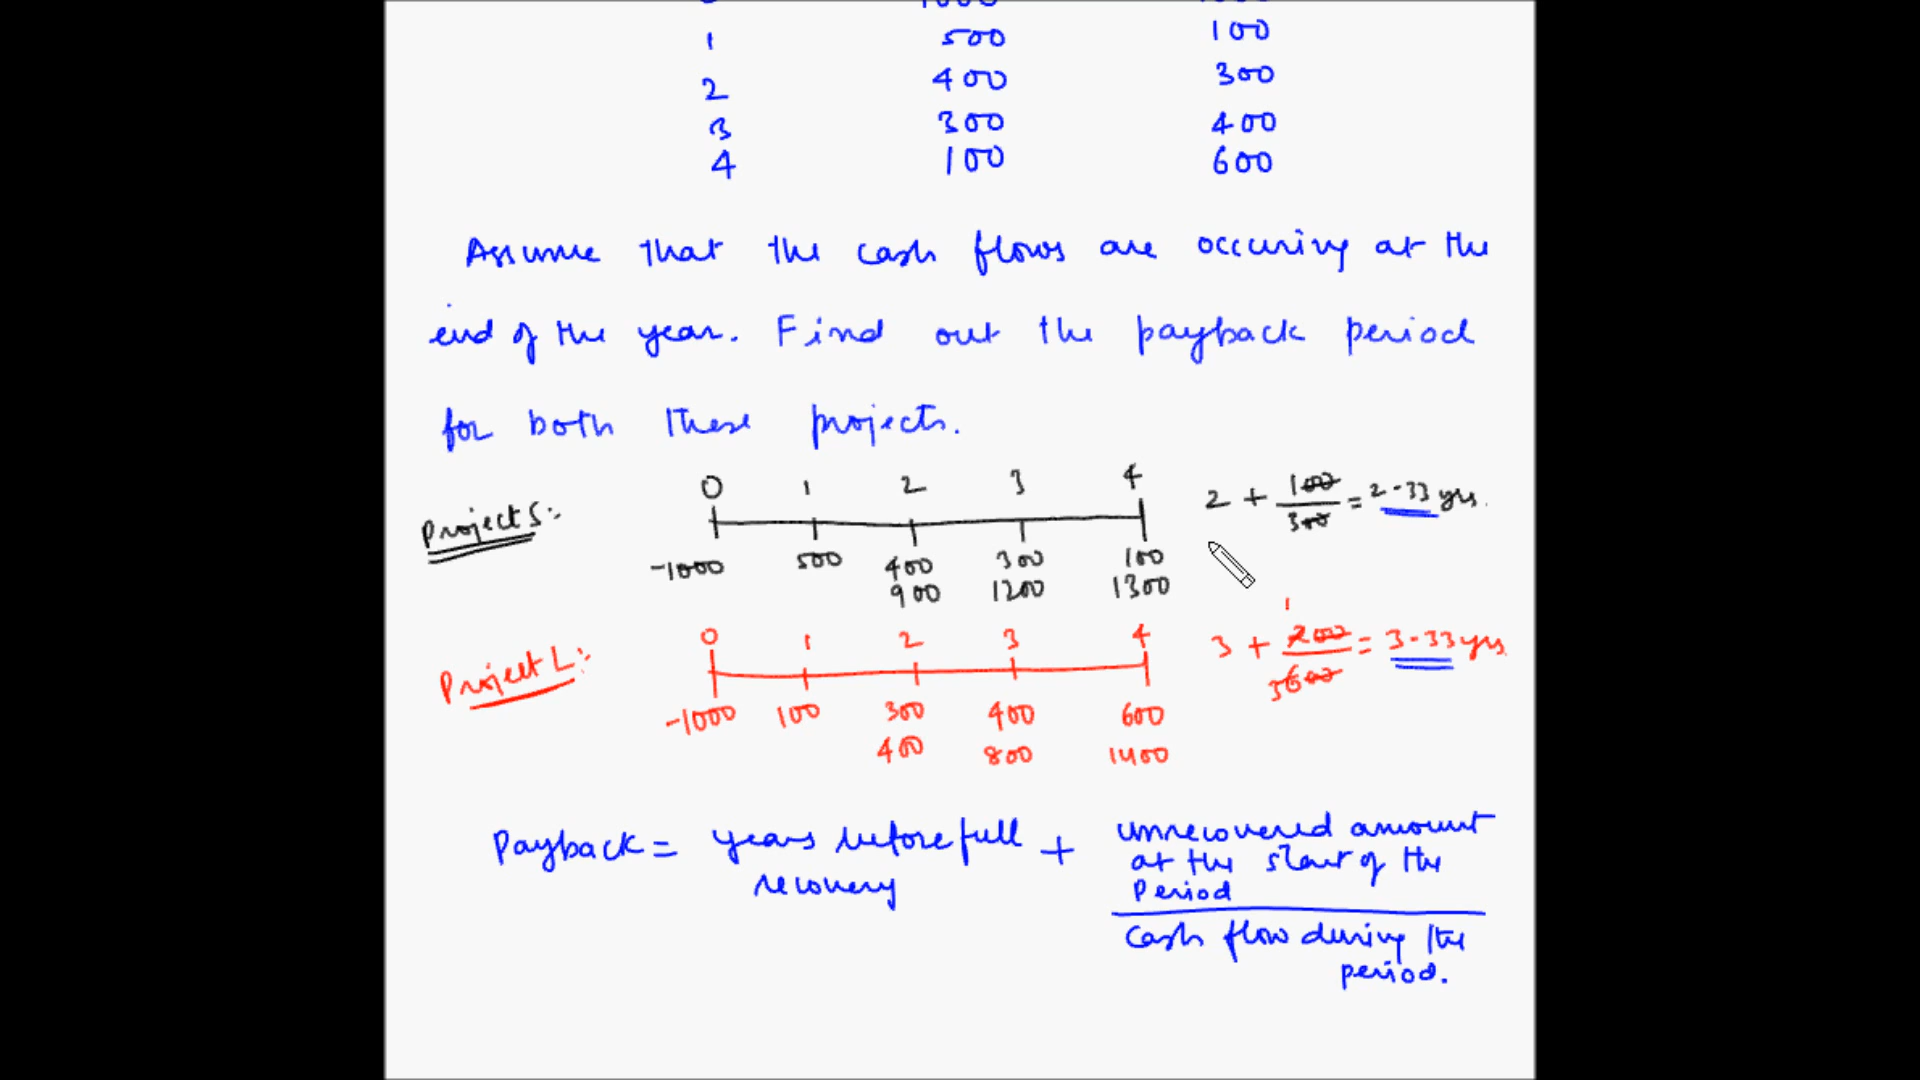 1 500 100
2 400 300
3 300 400
4 100 600
Assume that the cash flows are occuring at the
end of the year. Find out the payback period
for both these projects.
Project S:-
0 1 2 3 4
-1000 500 400 300 100
900 1200 1300
2 + 100/300 = 2.33 yrs.
Project L:-
0 1 2 3 4
-1000 100 300 400 600
400 800 1400
1
3 + 200/3600 = 3.33 yrs
Payback = years before full recovery + unrecovered amount
at the start of the
Period
cash flow during the
period.